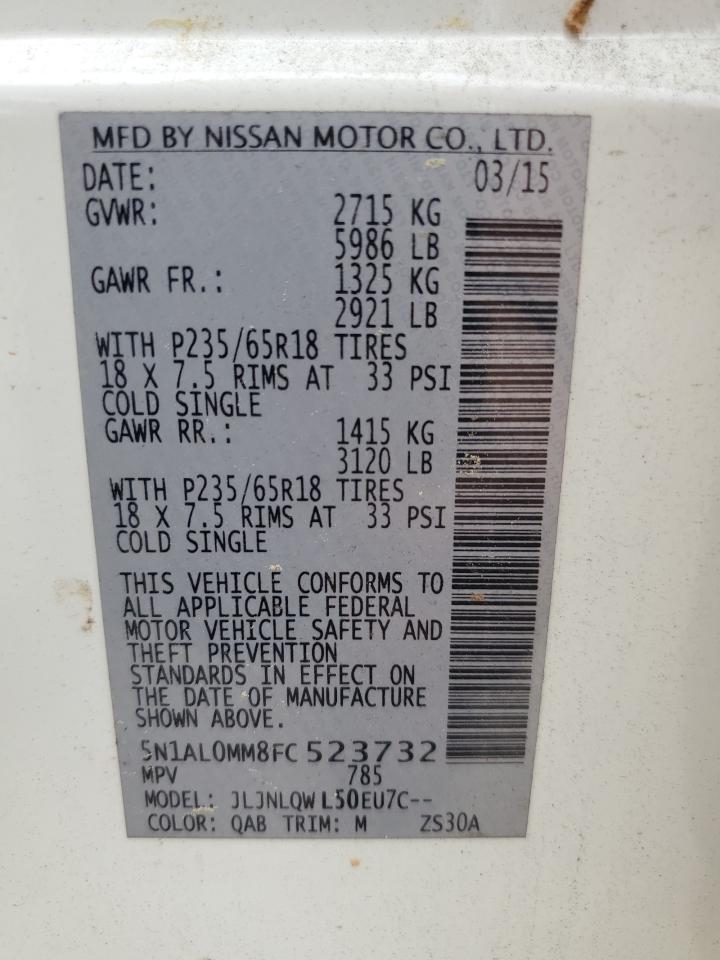 MFD BY NISSAN MOTOR CO., LTD.
DATE: 03/15
GVWR: 2715 KG
5986 LB
GAWR FR.: 1325 KG
2921 LB
WITH P235/65R18 TIRES
18 X 7.5 RIMS AT 33 PSI
COLD SINGLE
GAWR RR.: 1415 KG
3120 LB
WITH P235/65R18 TIRES
18 X 7.5 RIMS AT 33 PSI
COLD SINGLE
THIS VEHICLE CONFORMS TO
ALL APPLICABLE FEDERAL
MOTOR VEHICLE SAFETY AND
THEFT PREVENTION
STANDARDS IN EFFECT ON
THE DATE OF MANUFACTURE
SHOWN ABOVE.
5N1AL0MM8FC 523732
MPV 785
MODEL: JLJNLQW L50EU7C--
COLOR: QAB TRIM: M ZS30A